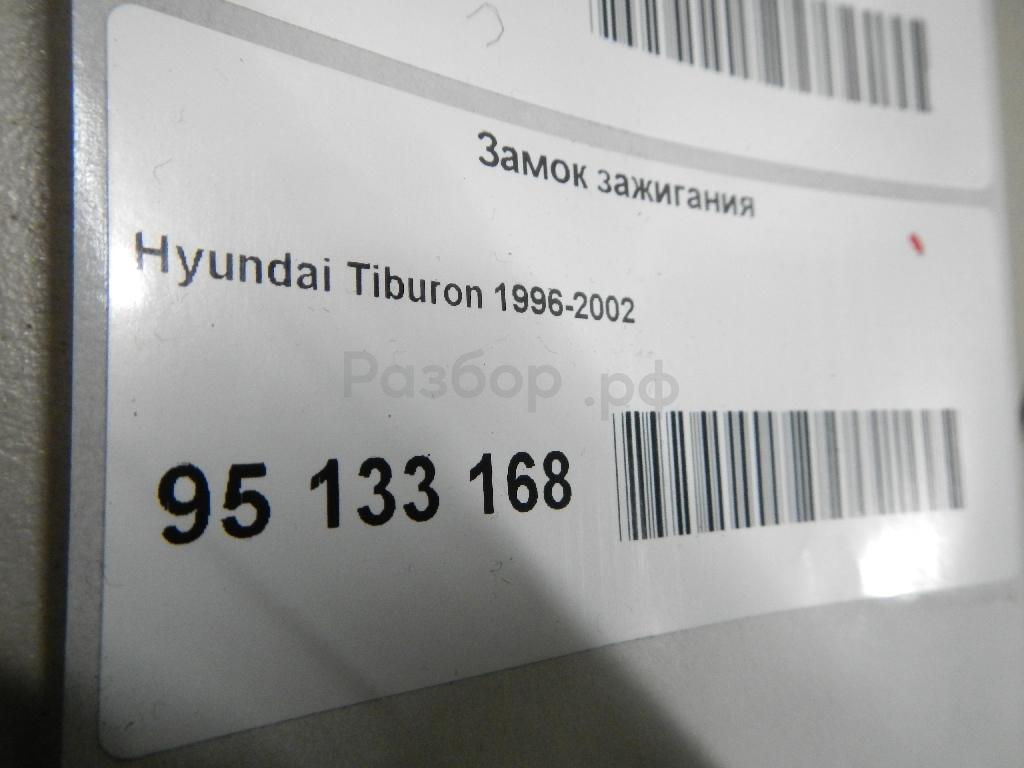 Замок зажигания
Hyundai Tiburon 1996-2002
Разбор.рф
95 133 168